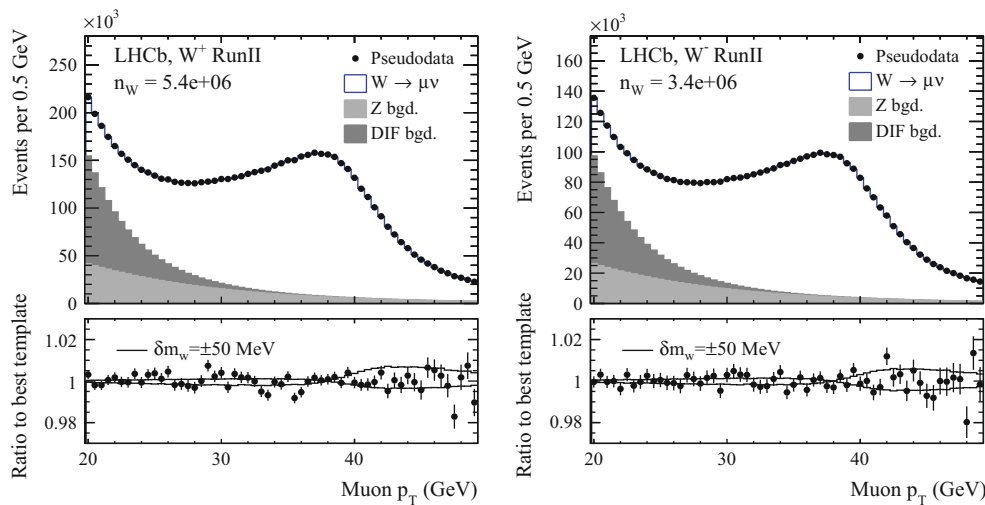 ×10³
LHCb, W⁺ RunII
n_W = 5.4e+06
Pseudodata
W → μν
Z bgd.
DIF bgd.
Events per 0.5 GeV
280
250
200
150
100
50
0
δm_w=±50 MeV
Ratio to best template
1.02
1
0.98
20 30 40
Muon p_T (GeV)
×10³
LHCb, W⁻ RunII
n_W = 3.4e+06
Pseudodata
W → μν
Z bgd.
DIF bgd.
Events per 0.5 GeV
176
160
140
120
100
80
60
40
20
0
δm_w=±50 MeV
Ratio to best template
1.02
1
0.98
20 30 40
Muon p_T (GeV)